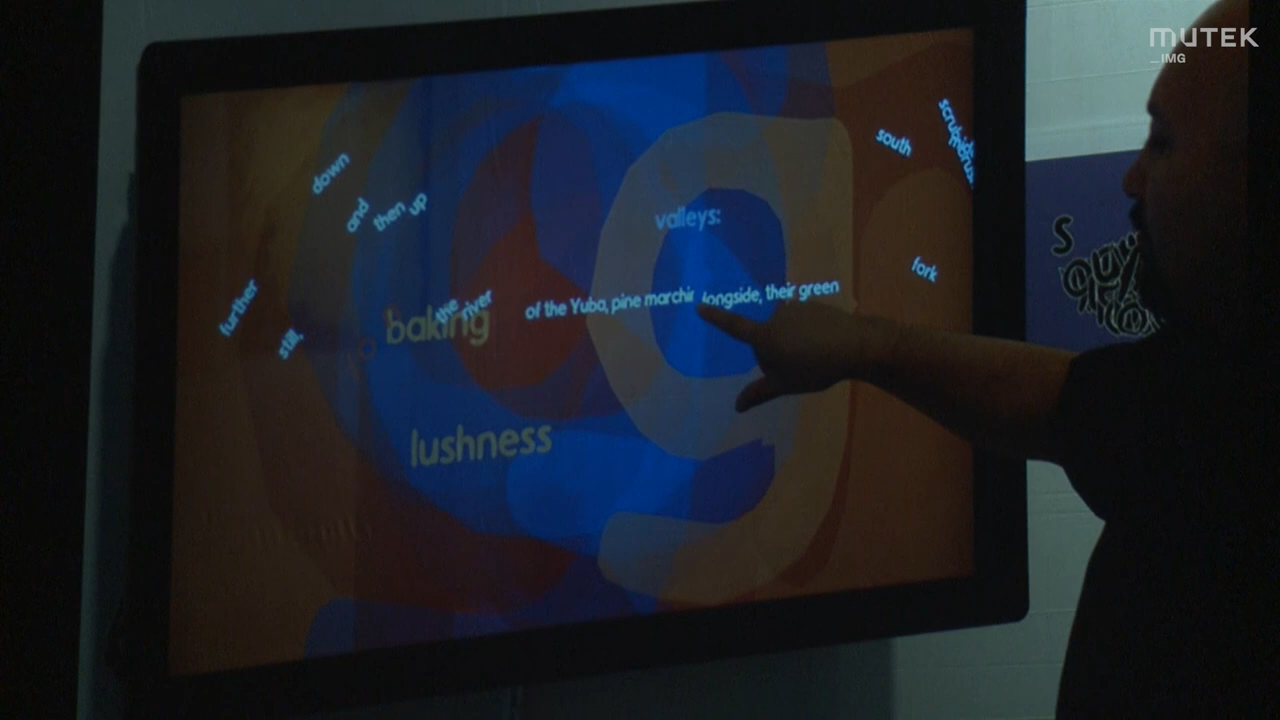 MUTEK
_IMG
down
and
then
up
south
valleys:
fork
further
still,
the
river
baking
of the Yuba, pine marchin longside, their green
lushness